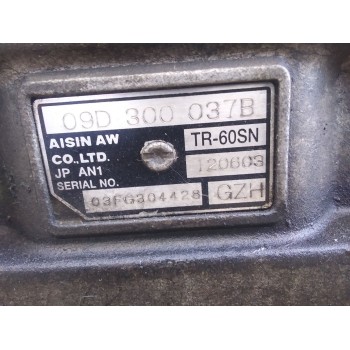 09D 300 037B
AISIN AW TR-60SN
CO.,LTD. 120603
JP AN1
SERIAL NO.
03FG304428 GZH